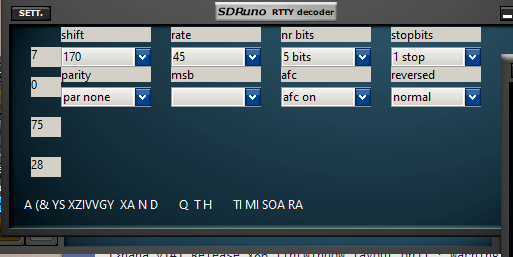 SETT.
SDRuno RTTY decoder
shift rate nr bits stopbits
7 170 45 5 bits 1 stop
parity msb afc reversed
0 par none afc on normal
75
28
A (& YS XZIVVGY XA N D Q T H TI MI SOA RA